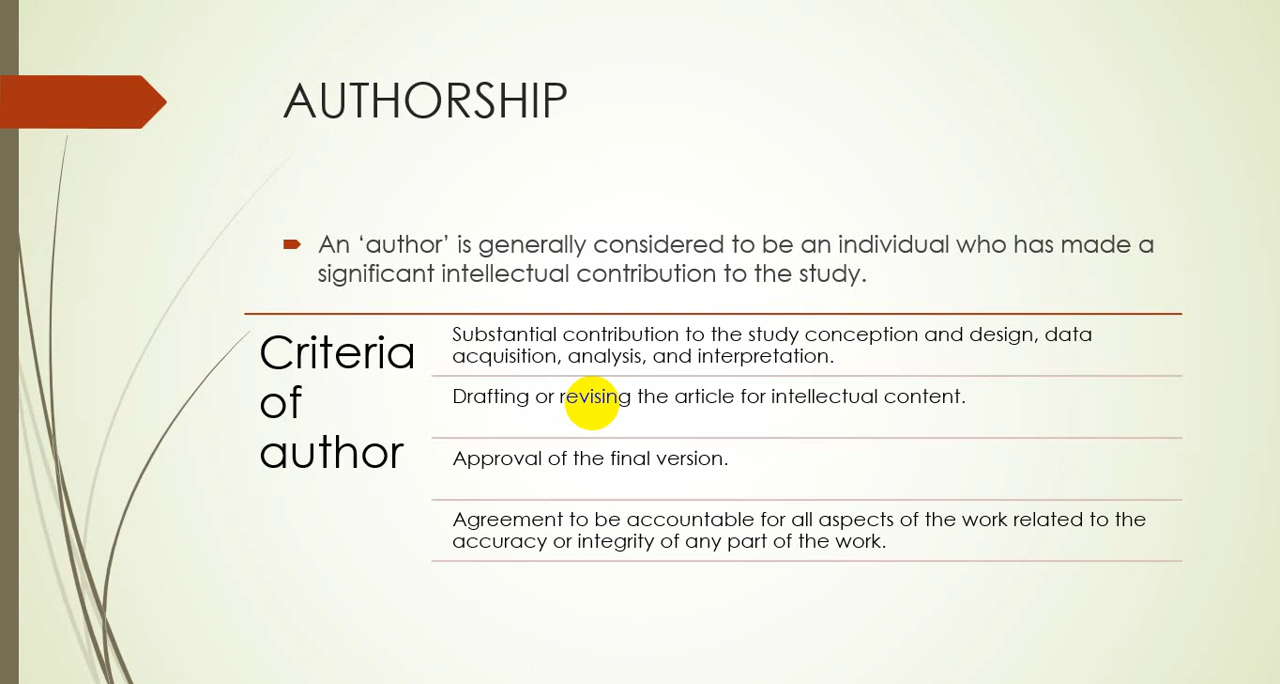 AUTHORSHIP
An ‘author’ is generally considered to be an individual who has made a
significant intellectual contribution to the study.
Criteria
of
author
Substantial contribution to the study conception and design, data
acquisition, analysis, and interpretation.
Drafting or revising the article for intellectual content.
Approval of the final version.
Agreement to be accountable for all aspects of the work related to the
accuracy or integrity of any part of the work.